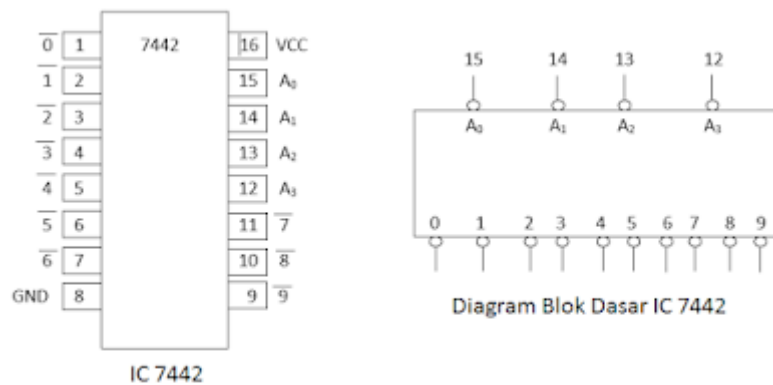 7442
0̅ 1 16 VCC
1̅ 2 15 A₀
2̅ 3 14 A₁
3̅ 4 13 A₂
4̅ 5 12 A₃
5̅ 6 11 7̅
6̅ 7 10 8̅
GND 8 9 9̅
IC 7442
15 14 13 12
A₀ A₁ A₂ A₃
0 1 2 3 4 5 6 7 8 9
Diagram Blok Dasar IC 7442